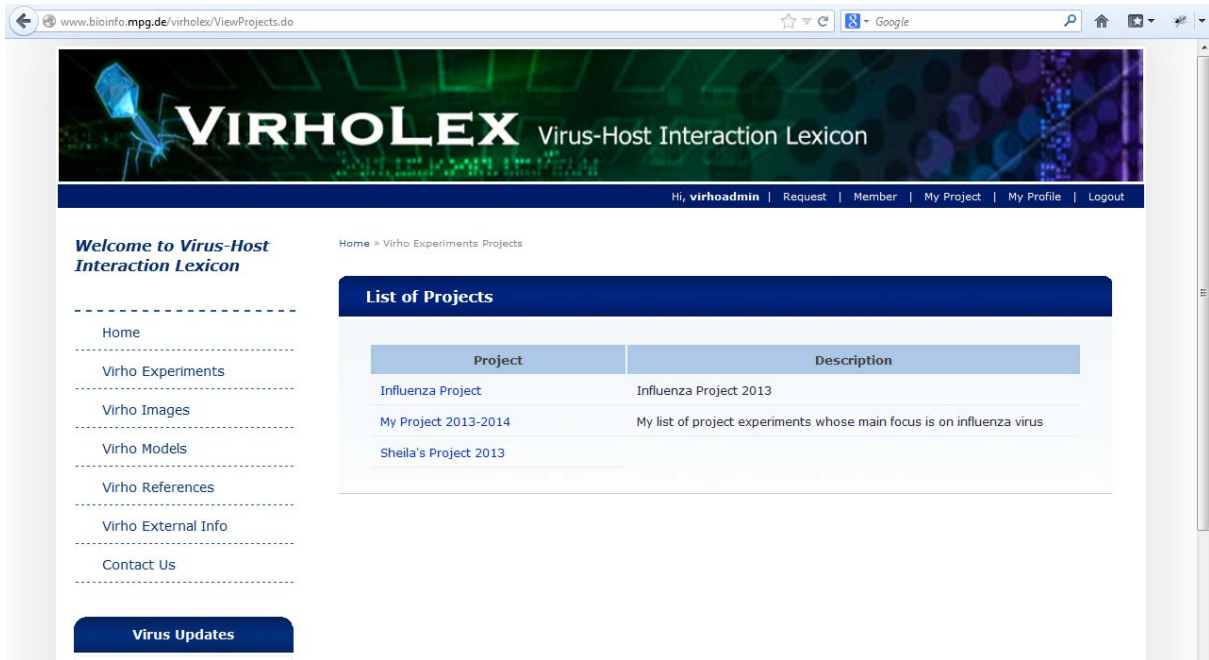 www.bioinfo.mpg.de/virholex/ViewProjects.do
Google
VIRHOLEX Virus-Host Interaction Lexicon
Hi, virhoadmin | Request | Member | My Project | My Profile | Logout
Welcome to Virus-Host
Interaction Lexicon
Home
Virho Experiments
Virho Images
Virho Models
Virho References
Virho External Info
Contact Us
Virus Updates
Home » Virho Experiments Projects
List of Projects
Project Description
Influenza Project Influenza Project 2013
My Project 2013-2014 My list of project experiments whose main focus is on influenza virus
Sheila's Project 2013